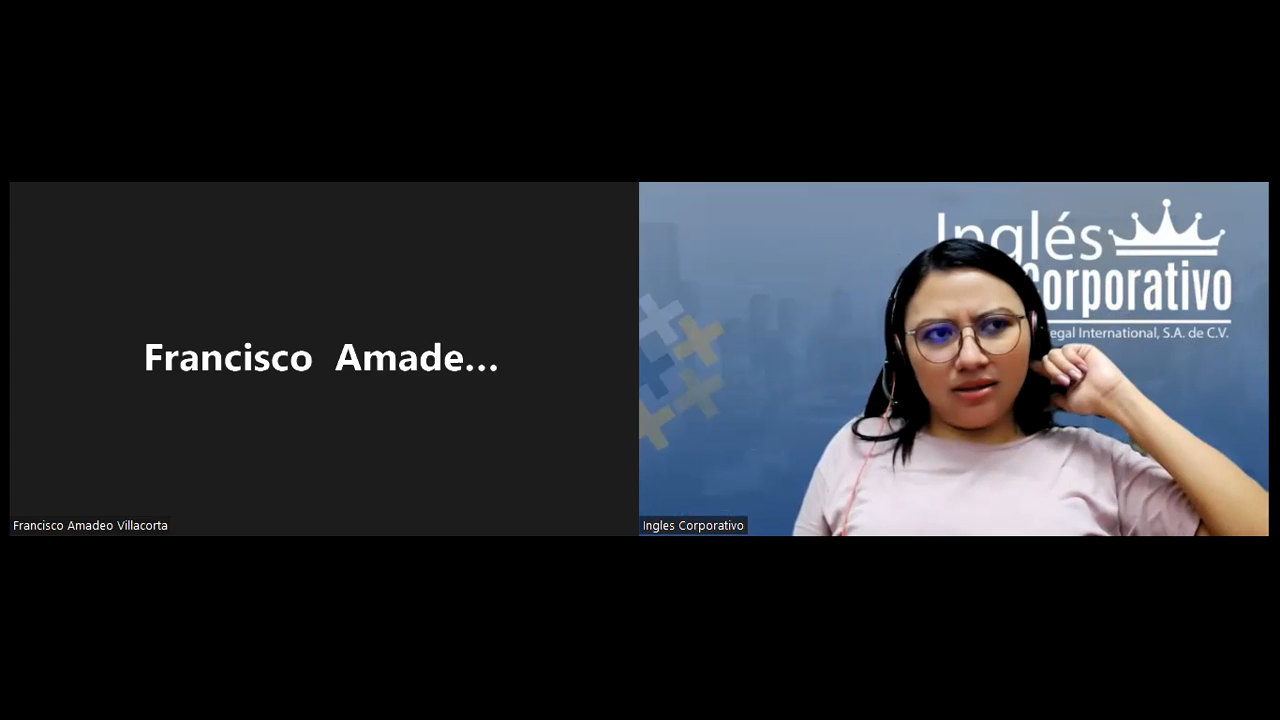 Francisco Amade...
Francisco Amadeo Villacorta
Inglés
Corporativo
egal International, S.A. de C.V.
Ingles Corporativo